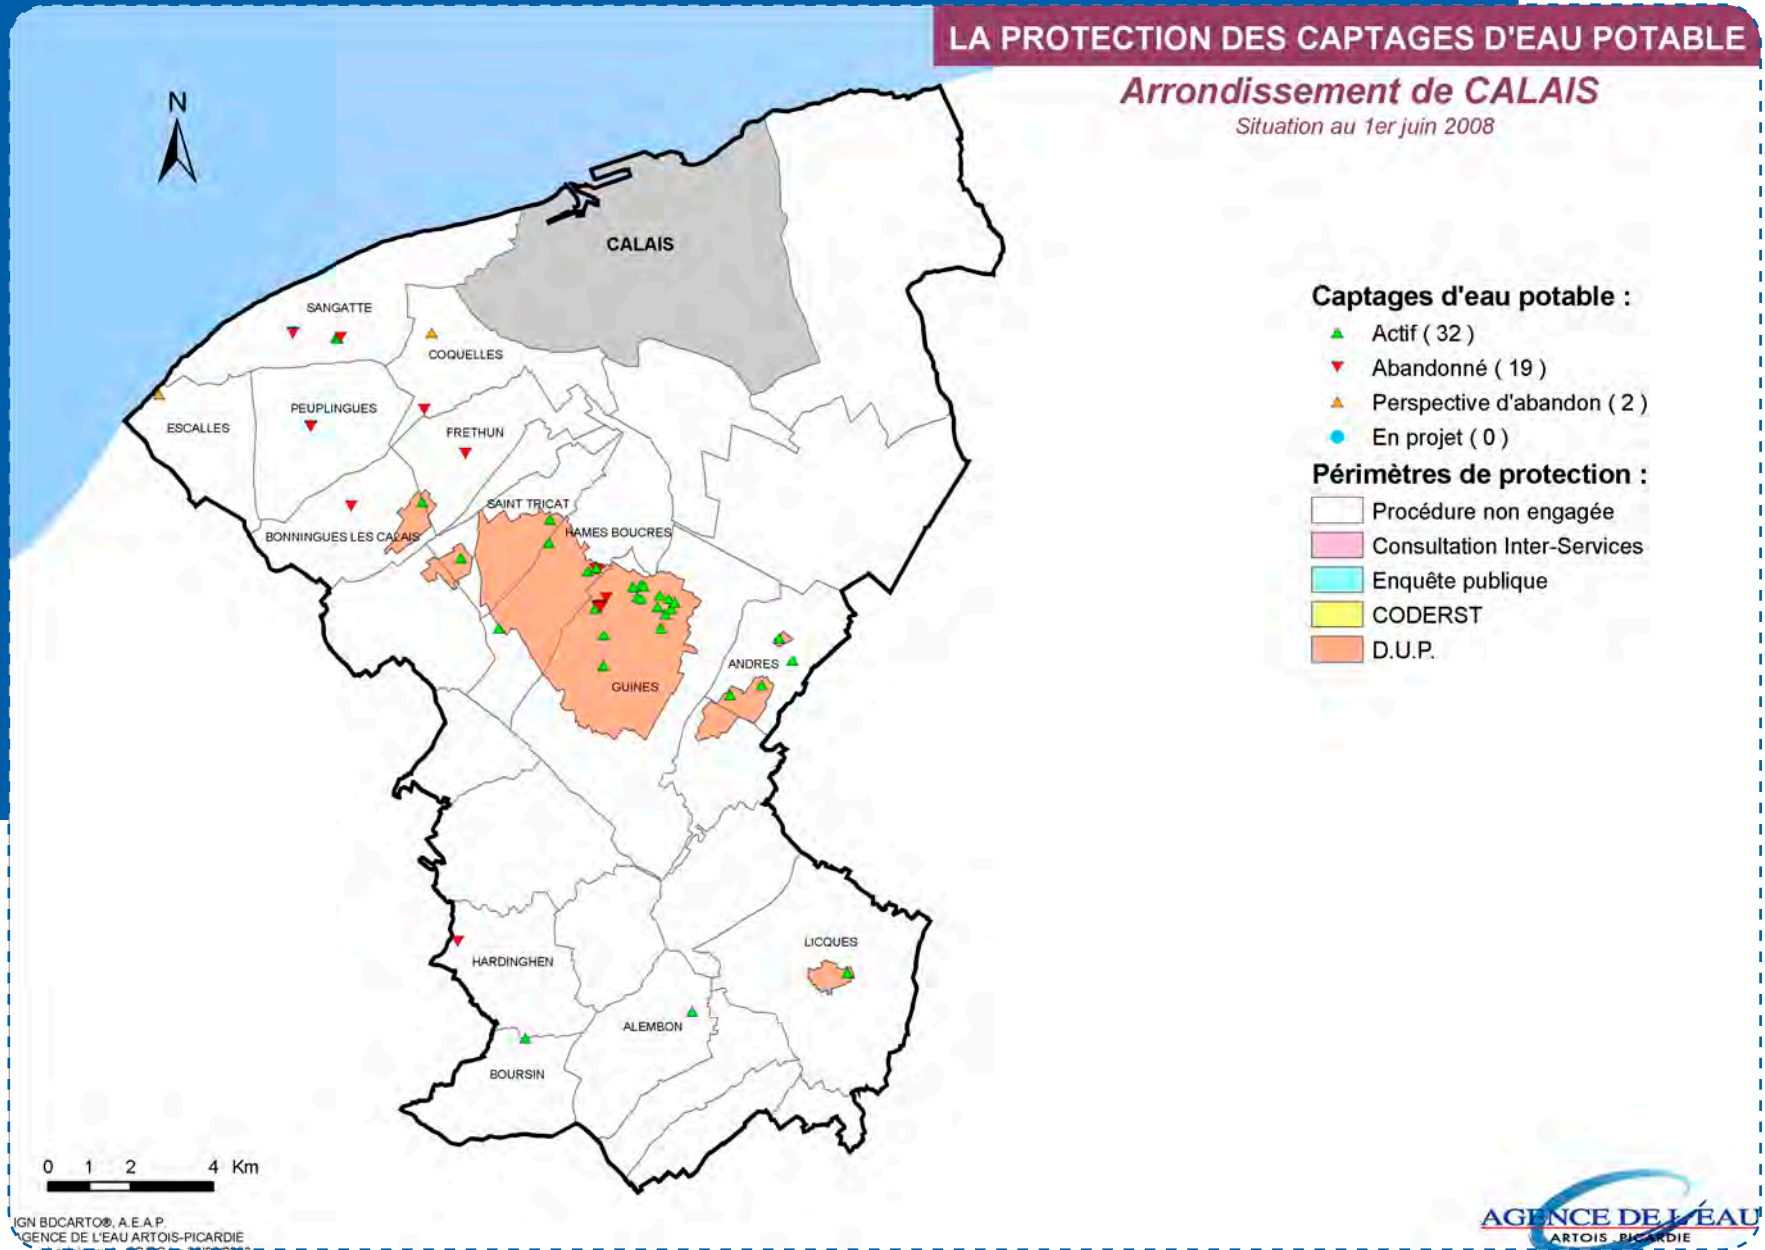 LA PROTECTION DES CAPTAGES D'EAU POTABLE
Arrondissement de CALAIS
Situation au 1er juin 2008
N
CALAIS
SANGATTE
COQUELLES
PEUPLINGUES
ESCALLES
FRETHUN
SAINT TRICAT
HAMES BOUCRES
BONNINGUES LES CALAIS
ANDRES
GUINES
LICQUES
HARDINGHEN
ALEMBON
BOURSIN
Captages d'eau potable :
Actif ( 32 )
Abandonné ( 19 )
Perspective d'abandon ( 2 )
En projet ( 0 )
Périmètres de protection :
Procédure non engagée
Consultation Inter-Services
Enquête publique
CODERST
D.U.P.
0 1 2 4 Km
IGN BDCARTO®, A.E.A.P.
AGENCE DE L'EAU ARTOIS-PICARDIE
AGENCE DE L'EAU
ARTOIS PICARDIE